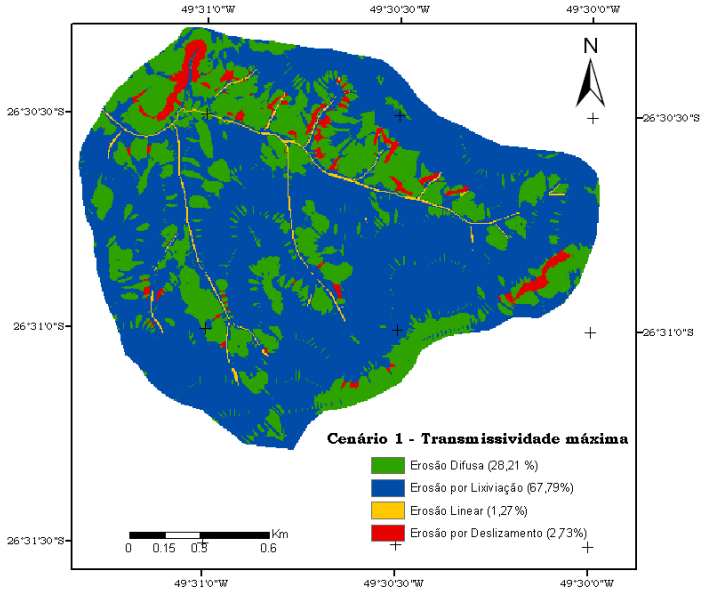 49°31'0"W 49°30'30"W 49°30'0"W
N
26°30'30"S 26°30'30"S
26°31'0"S 26°31'0"S
Cenário 1 - Transmissividade máxima
Erosão Difusa (28,21 %)
Erosão por Lixiviação (67,79%)
Erosão Linear (1,27%)
Erosão por Deslizamento (2,73%)
Km
0 0.15 0.3 0.6
26°31'30"S 26°31'30"S
49°31'0"W 49°30'30"W 49°30'0"W